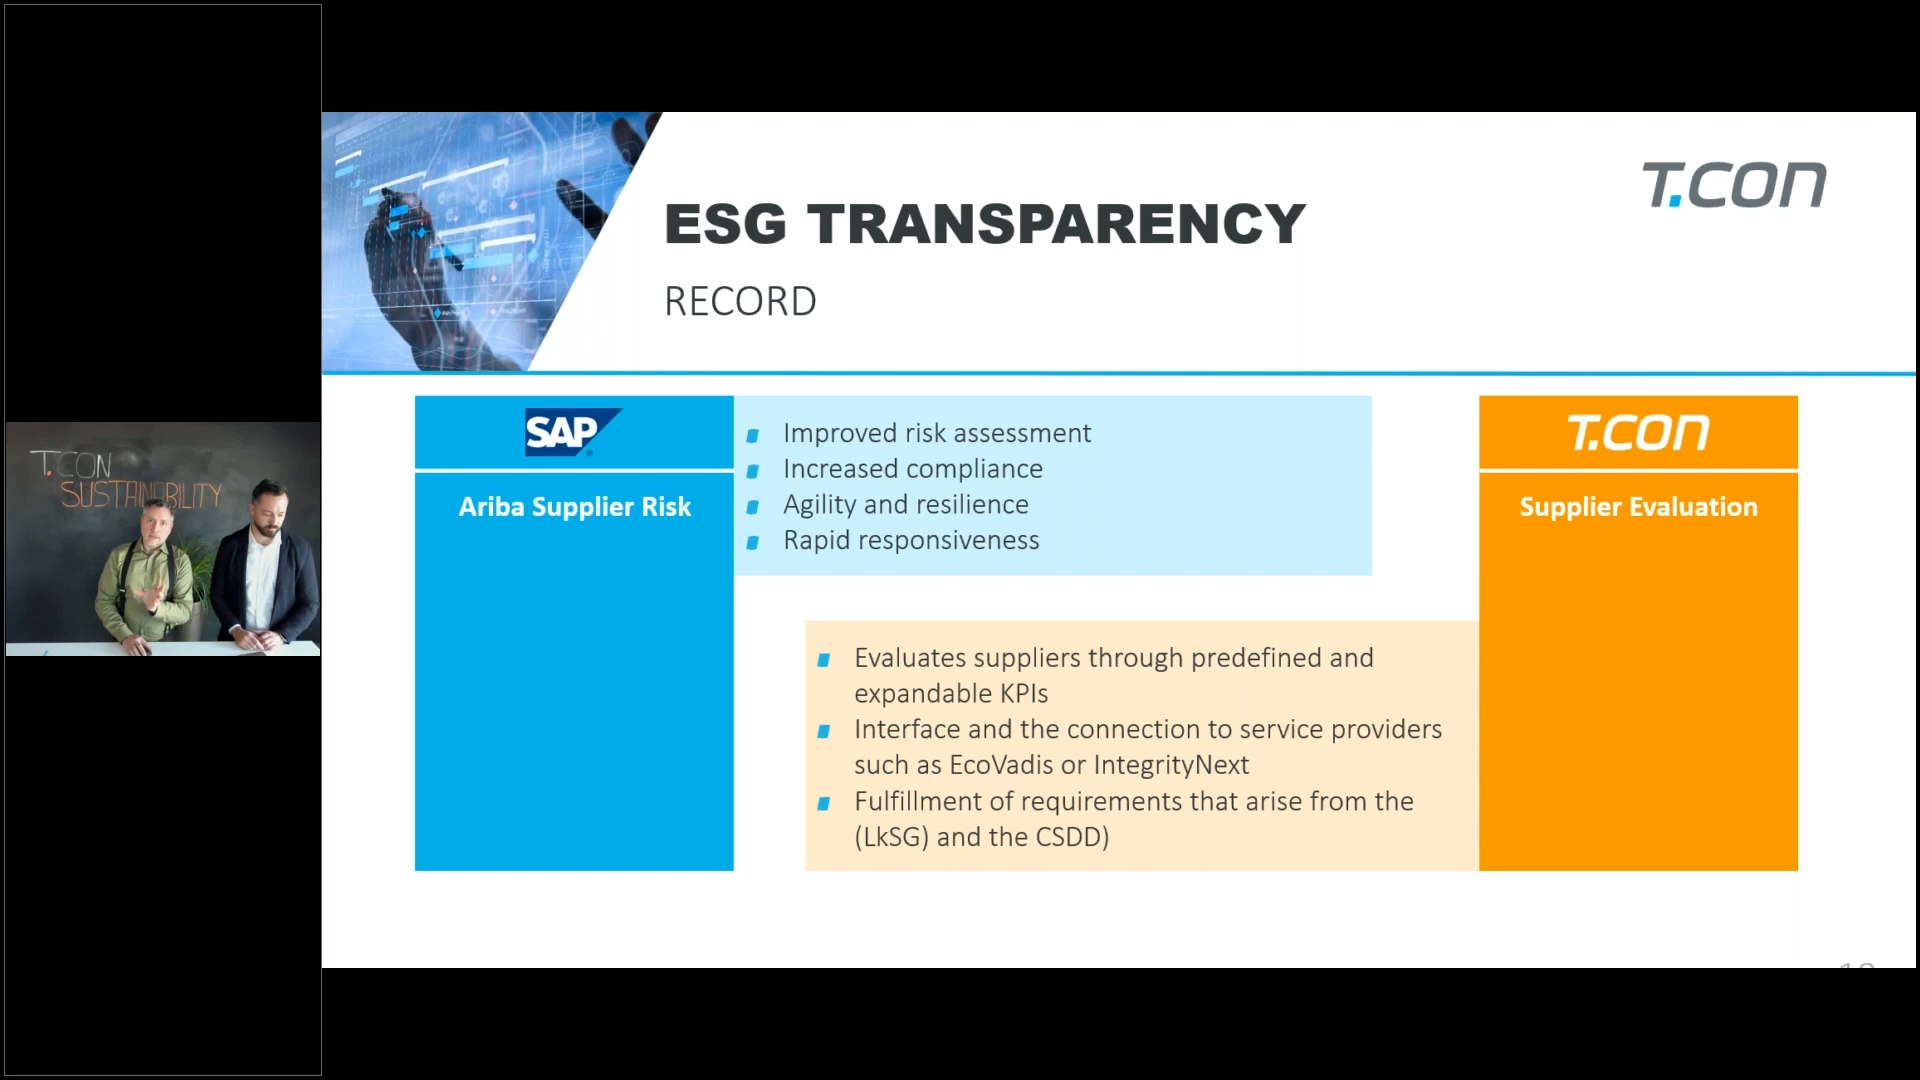 T.CON
SUSTAINABILITY
T.CON
ESG TRANSPARENCY
RECORD
SAP
Ariba Supplier Risk
Improved risk assessment
Increased compliance
Agility and resilience
Rapid responsiveness
T.CON
Supplier Evaluation
Evaluates suppliers through predefined and
expandable KPIs
Interface and the connection to service providers
such as EcoVadis or IntegrityNext
Fulfillment of requirements that arise from the
(LkSG) and the CSDD)